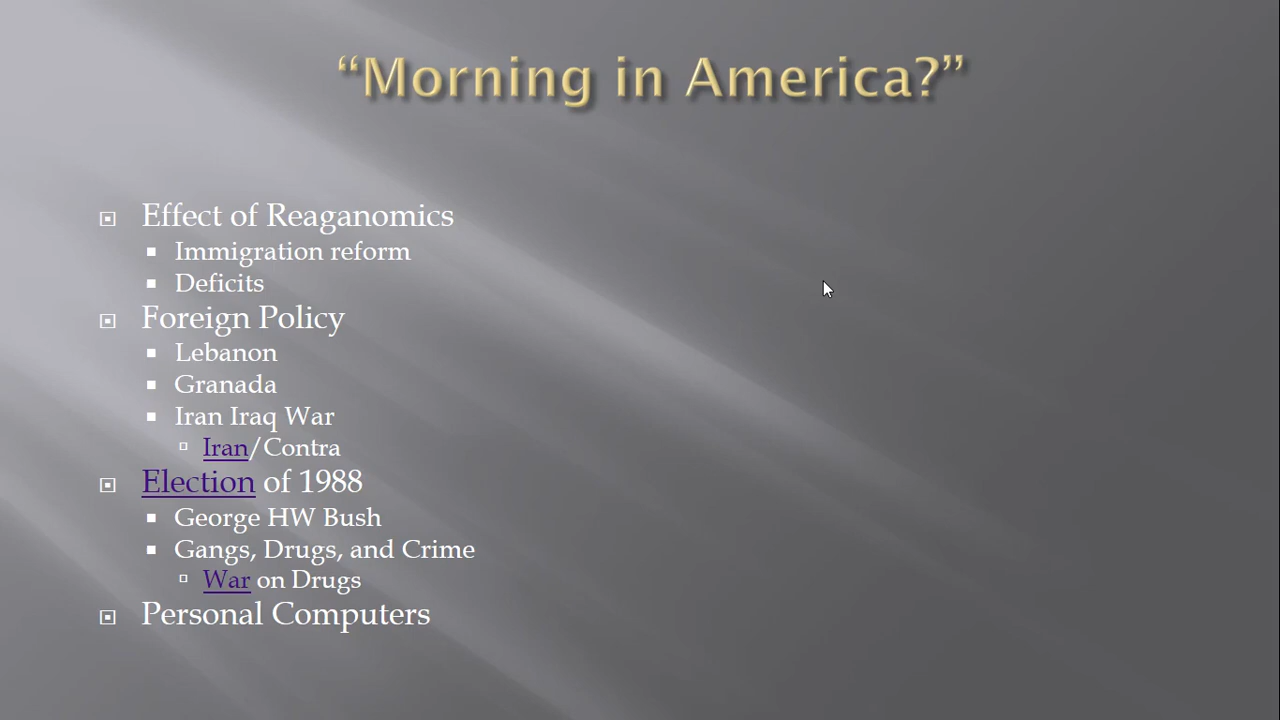 “Morning in America?”
Effect of Reaganomics
Immigration reform
Deficits
Foreign Policy
Lebanon
Granada
Iran Iraq War
Iran/Contra
Election of 1988
George HW Bush
Gangs, Drugs, and Crime
War on Drugs
Personal Computers